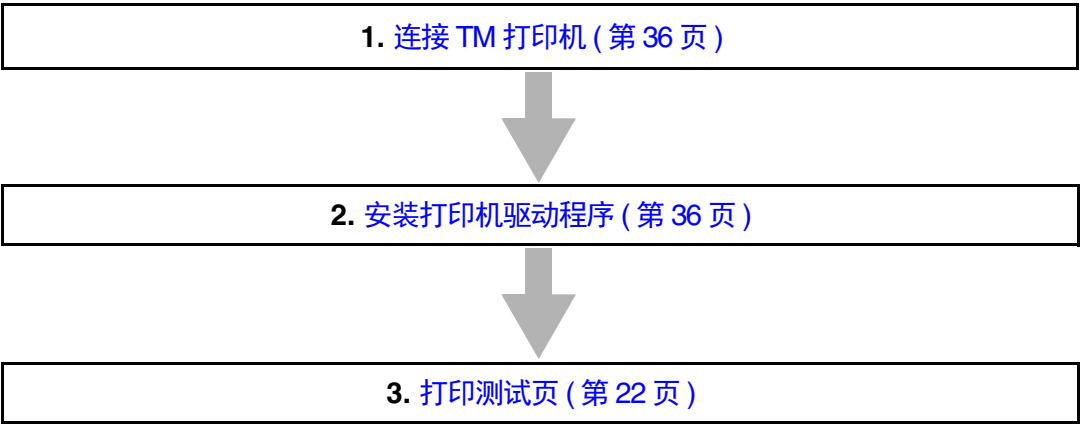 1. 连接 TM 打印机 ( 第 36 页 )
2. 安装打印机驱动程序 ( 第 36 页 )
3. 打印测试页 ( 第 22 页 )